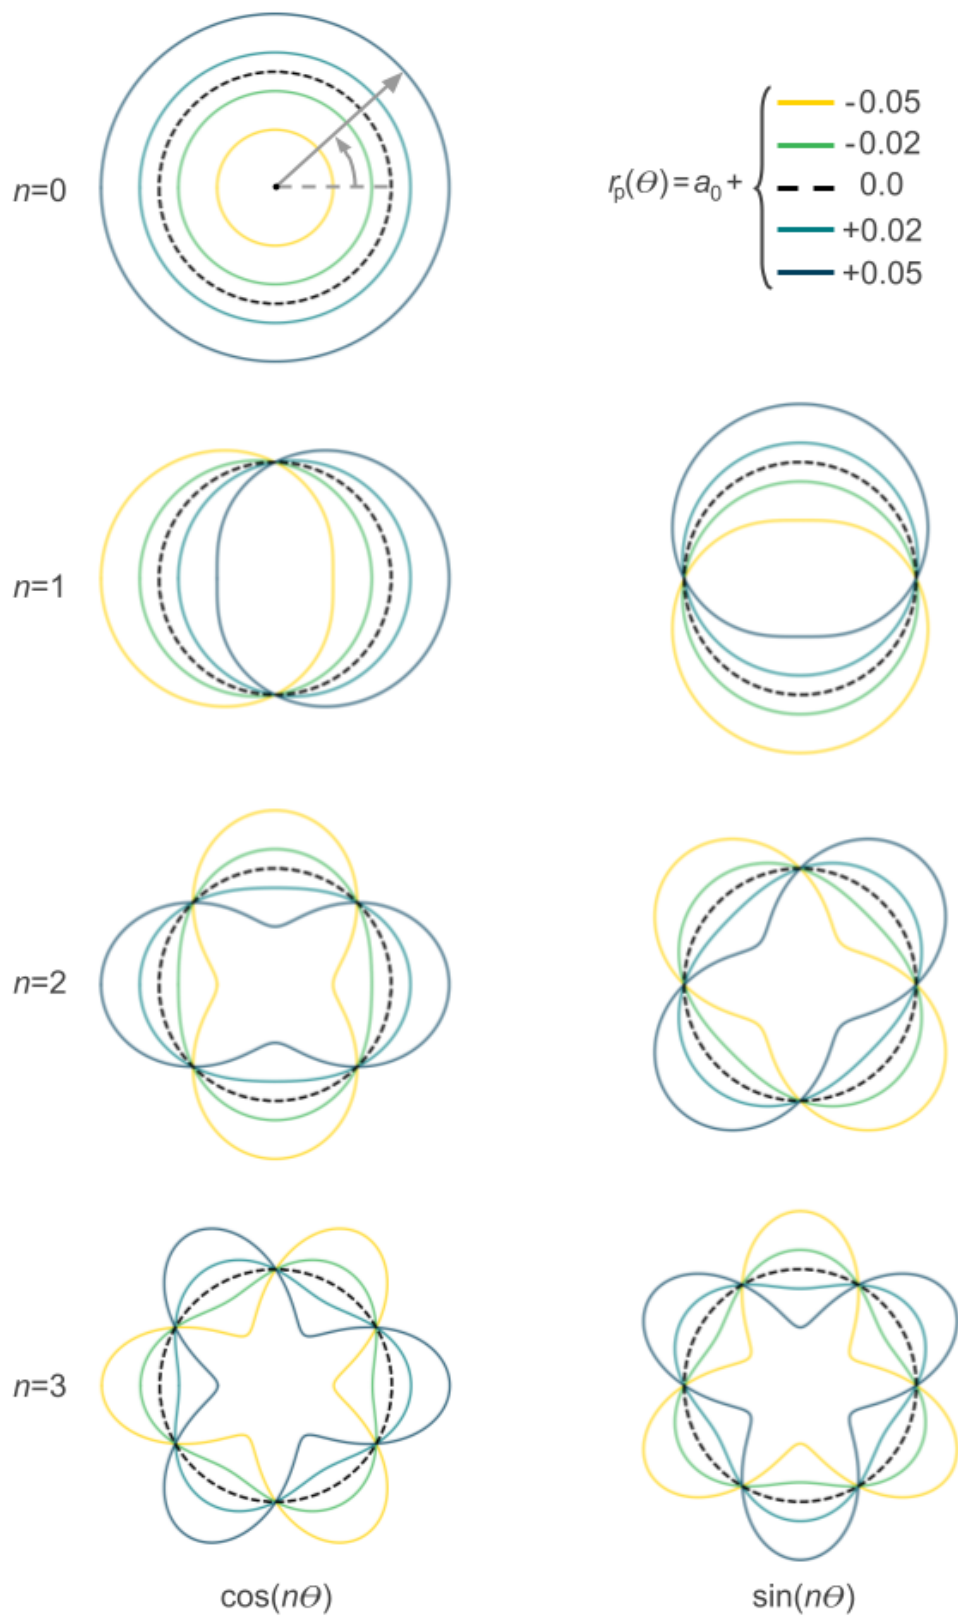 -0.05
-0.02
n=0
rₚ(θ)=a₀+
0.0
+0.02
+0.05
n=1
n=2
n=3
cos(nθ)
sin(nθ)